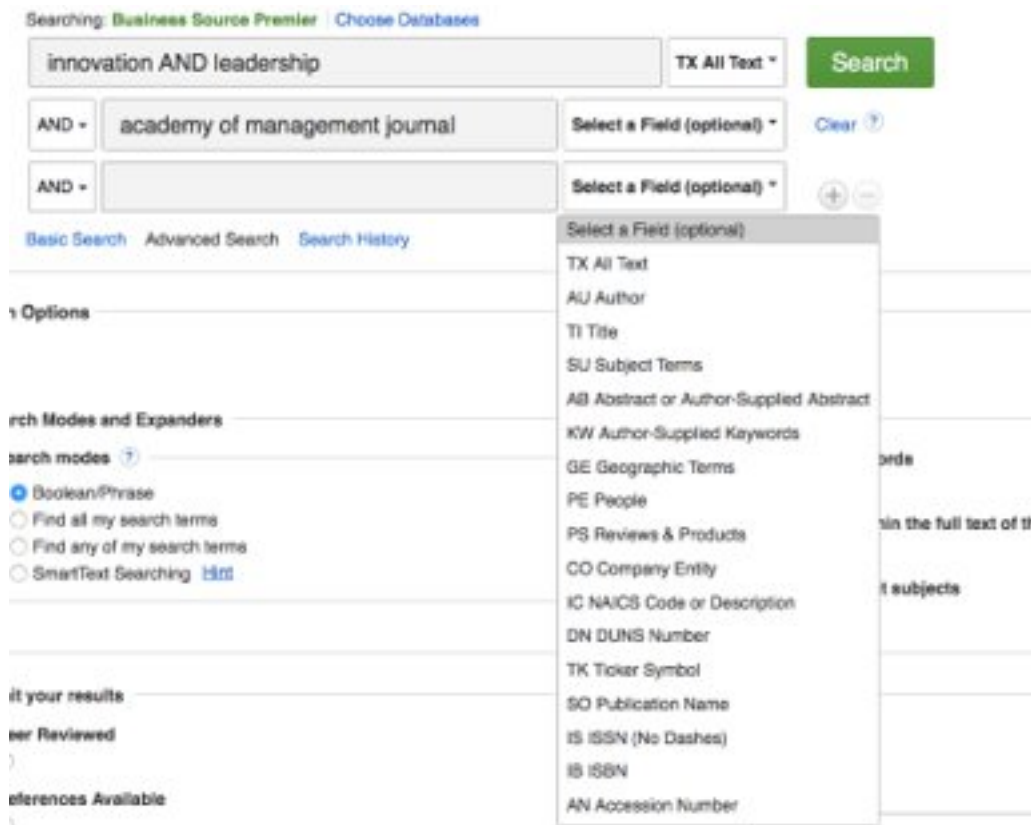 Searching: Business Source Premier Choose Databases
innovation AND leadership TX All Text Search
AND academy of management journal Select a Field (optional) Clear ?
AND Select a Field (optional) + −
Basic Search Advanced Search Search History
Select a Field (optional)
TX All Text
AU Author
Options
TI Title
SU Subject Terms
AB Abstract or Author-Supplied Abstract
rch Modes and Expanders
KW Author-Supplied Keywords
earch modes ?
ords
GE Geographic Terms
Boolean/Phrase
PE People
Find all my search terms
hin the full text of th
PS Reviews & Products
Find any of my search terms
SmartText Searching Hint
CO Company Entity
t subjects
IC NAICS Code or Description
DN DUNS Number
TK Ticker Symbol
it your results
SO Publication Name
eer Reviewed
IS ISSN (No Dashes)
IB ISBN
eferences Available
AN Accession Number